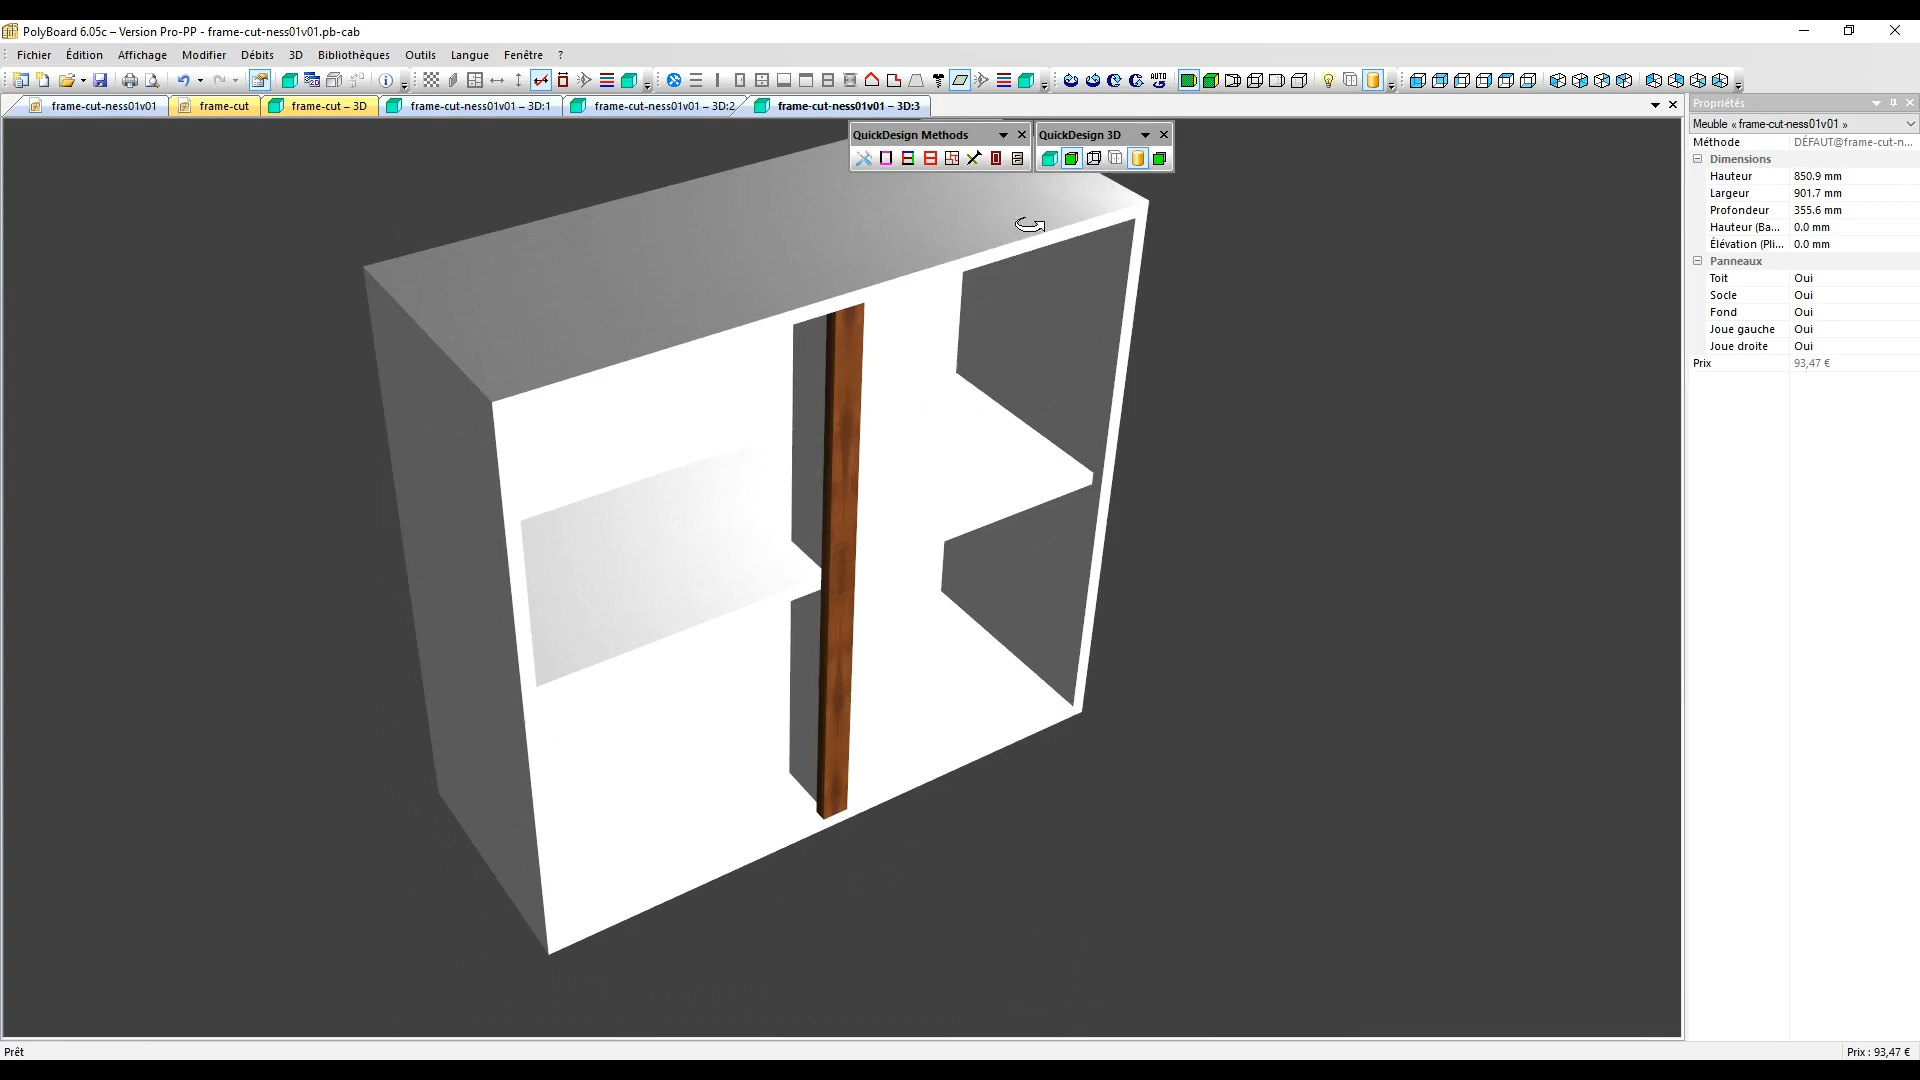 PolyBoard 6.05c – Version Pro-PP - frame-cut-ness01v01.pb-cab
Fichier Édition Affichage Modifier Débits 3D Bibliothèques Outils Langue Fenêtre ?
AUTO
frame-cut-ness01v01 frame-cut frame-cut – 3D frame-cut-ness01v01 – 3D:1 frame-cut-ness01v01 – 3D:2 frame-cut-ness01v01 – 3D:3
QuickDesign Methods
QuickDesign 3D
Propriétés
Meuble « frame-cut-ness01v01 »
Méthode DÉFAUT@frame-cut-n...
Dimensions
Hauteur 850.9 mm
Largeur 901.7 mm
Profondeur 355.6 mm
Hauteur (Ba... 0.0 mm
Élévation (Pli... 0.0 mm
Panneaux
Toit Oui
Socle Oui
Fond Oui
Joue gauche Oui
Joue droite Oui
Prix 93,47 €
Prêt
Prix : 93,47 €